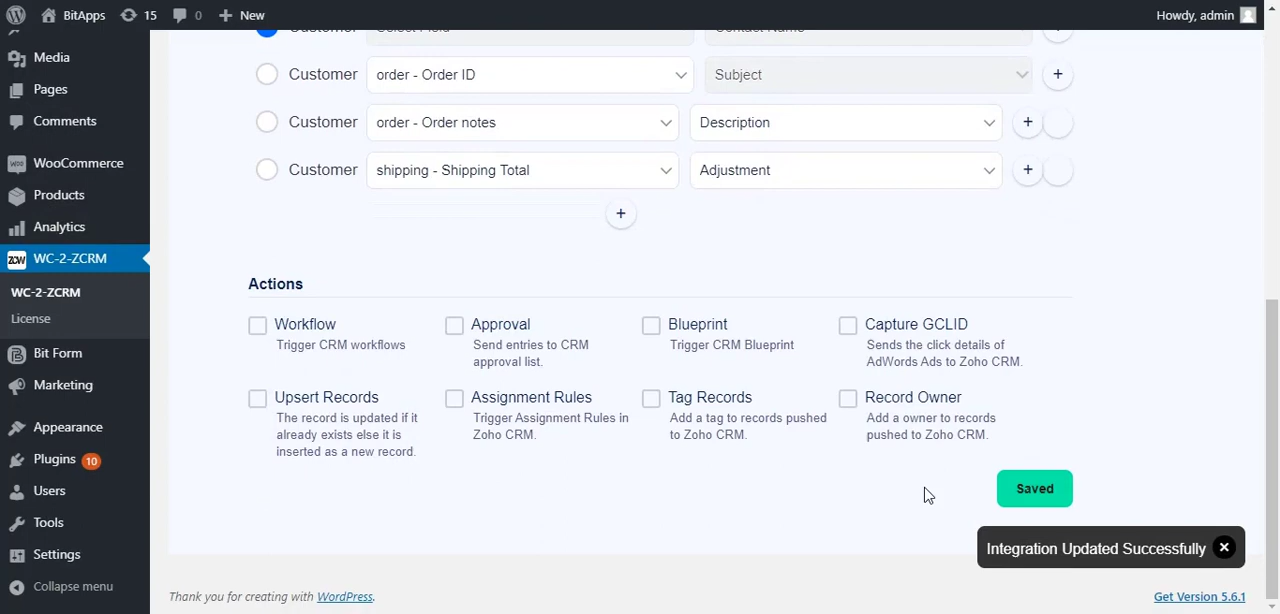 BitApps 15 0 New Howdy, admin
Media
Pages
Comments
WooCommerce
Products
Analytics
WC-2-ZCRM
WC-2-ZCRM
License
Bit Form
Marketing
Appearance
Plugins 10
Users
Tools
Settings
Collapse menu
Customer Select Field Contact Name
Customer order - Order ID Subject +
Customer order - Order notes Description +
Customer shipping - Shipping Total Adjustment +
+
Actions
Workflow
Trigger CRM workflows
Approval
Send entries to CRM
approval list.
Blueprint
Trigger CRM Blueprint
Capture GCLID
Sends the click details of
AdWords Ads to Zoho CRM.
Upsert Records
The record is updated if it
already exists else it is
inserted as a new record.
Assignment Rules
Trigger Assignment Rules in
Zoho CRM.
Tag Records
Add a tag to records pushed
to Zoho CRM.
Record Owner
Add a owner to records
pushed to Zoho CRM.
Saved
Integration Updated Successfully
Thank you for creating with WordPress.
Get Version 5.6.1